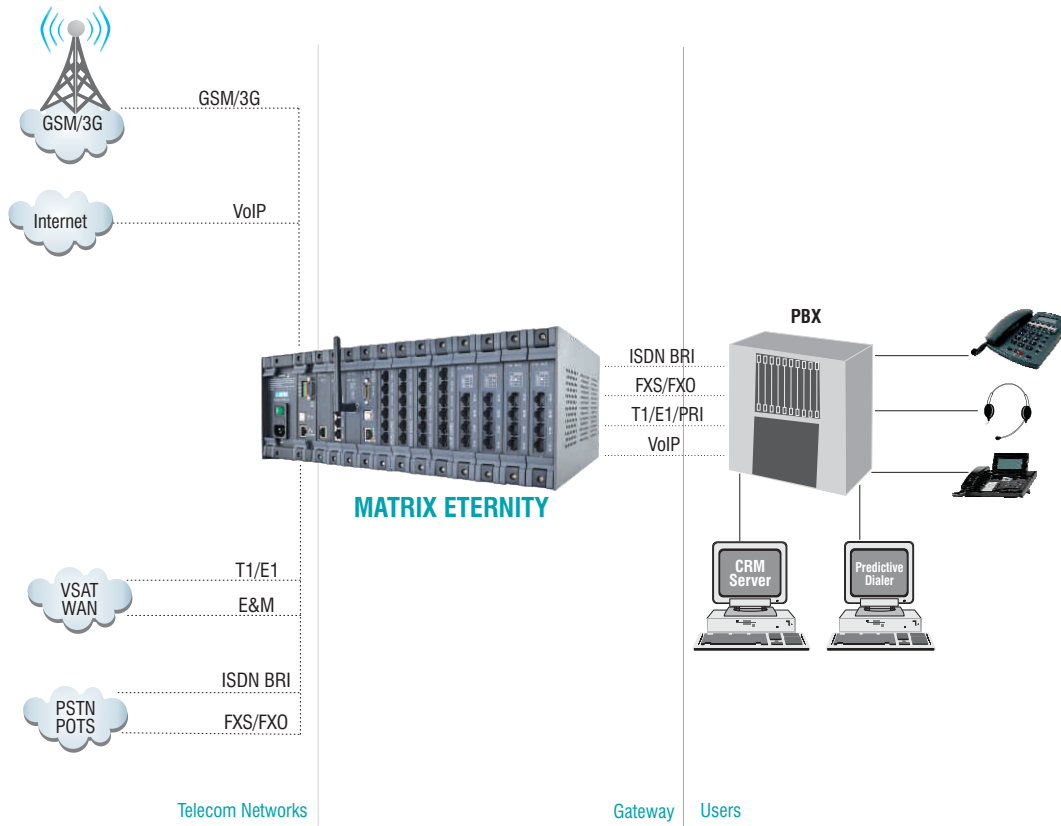 GSM/3G
GSM/3G
Internet
VoIP
PBX
ISDN BRI
FXS/FXO
T1/E1/PRI
VoIP
MATRIX ETERNITY
CRM
Server
Predictive
Dialer
VSAT
WAN
T1/E1
E&M
PSTN
POTS
ISDN BRI
FXS/FXO
Telecom Networks
Gateway
Users